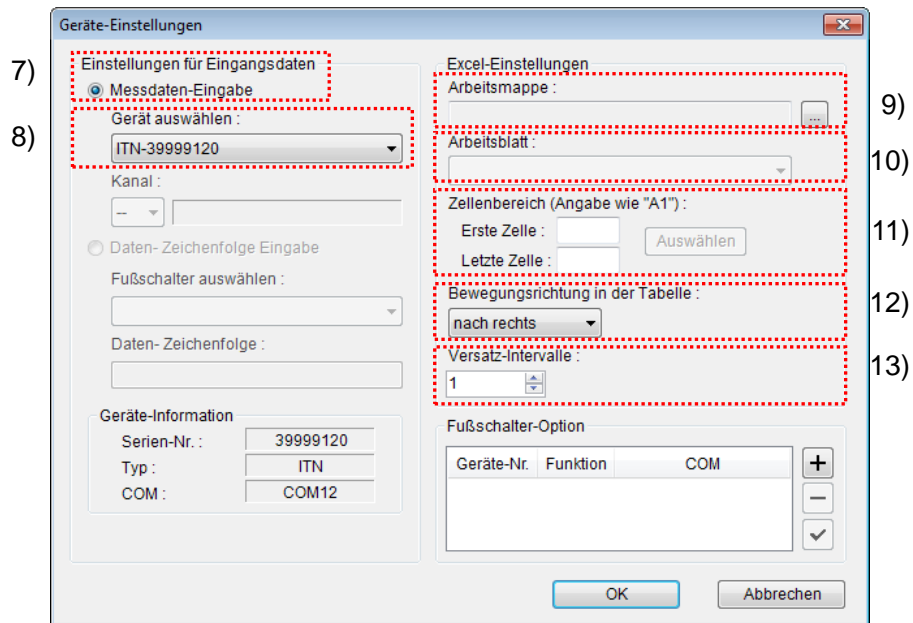 Geräte-Einstellungen
7)
Einstellungen für Eingangsdaten
Messdaten-Eingabe
8)
Gerät auswählen :
ITN-39999120
Kanal :
--
Daten- Zeichenfolge Eingabe
Fußschalter auswählen :
Daten- Zeichenfolge :
Geräte-Information
Serien-Nr. : 39999120
Typ : ITN
COM : COM12
Excel-Einstellungen
Arbeitsmappe :
...
9)
Arbeitsblatt :
10)
Zellenbereich (Angabe wie "A1") :
Erste Zelle :
Auswählen
11)
Letzte Zelle :
Bewegungsrichtung in der Tabelle :
12)
nach rechts
Versatz-Intervalle :
13)
1
Fußschalter-Option
Geräte-Nr. Funktion COM
OK Abbrechen